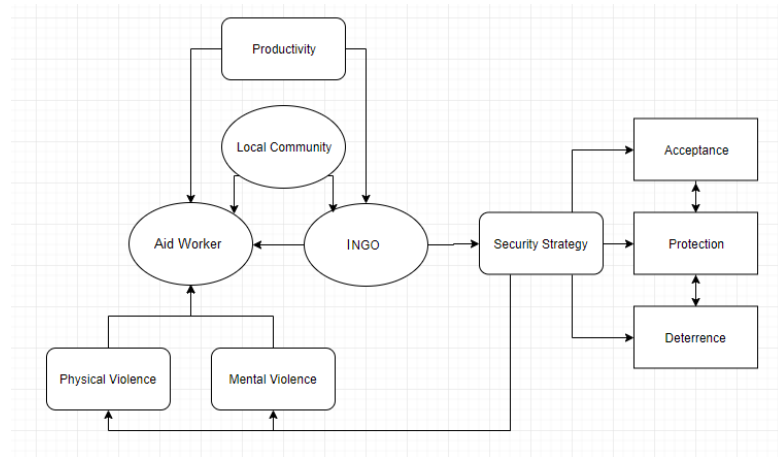 Productivity
Local Community
Acceptance
Aid Worker
INGO
Security Strategy
Protection
Deterrence
Physical Violence
Mental Violence